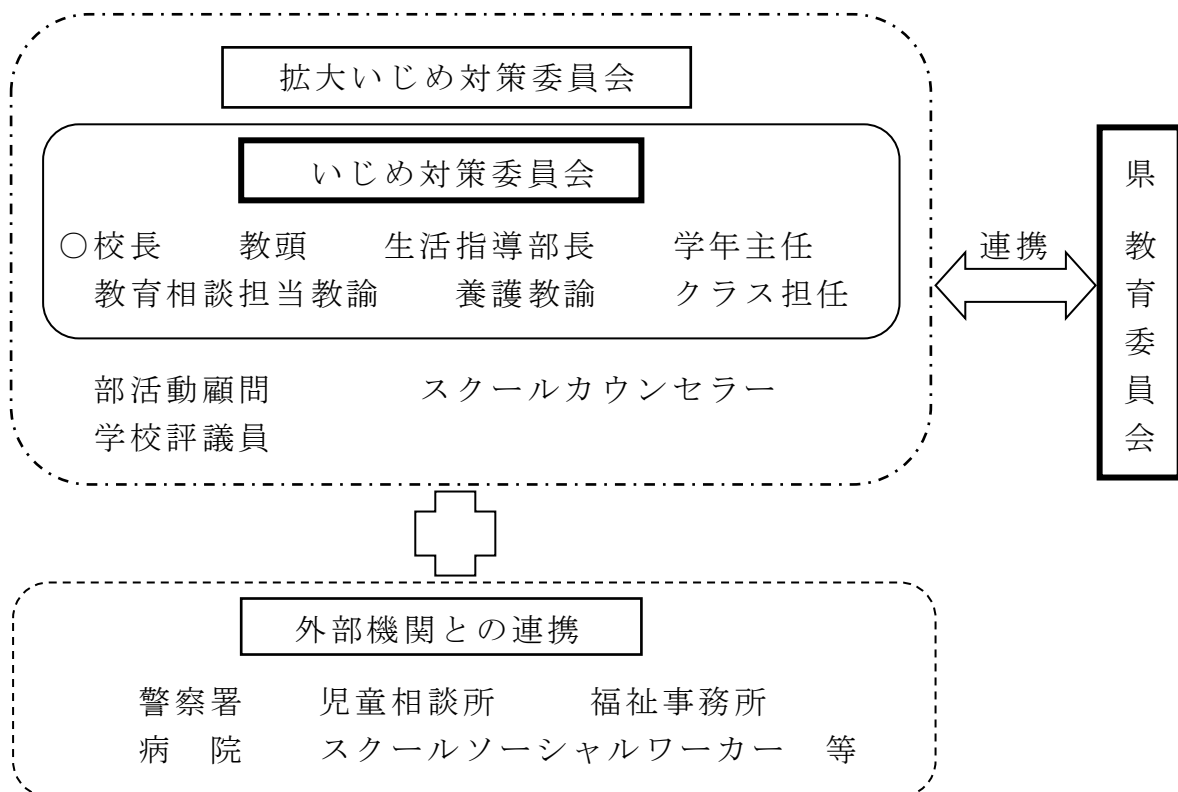 拡大いじめ対策委員会
いじめ対策委員会
○校長 教頭 生活指導部長 学年主任
教育相談担当教諭 養護教諭 クラス担任
部活動顧問 スクールカウンセラー
学校評議員
連携
県教育委員会
外部機関との連携
警察署 児童相談所 福祉事務所
病 院 スクールソーシャルワーカー 等